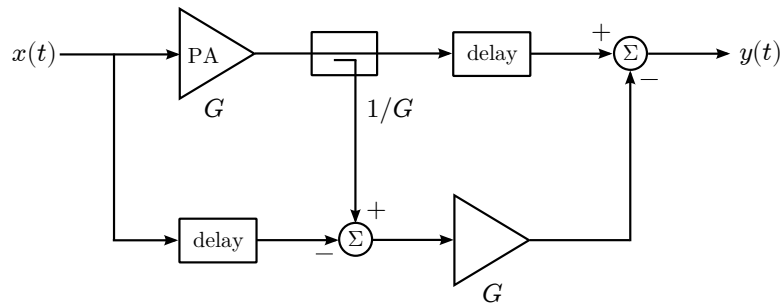 x(t)
PA
G
1/G
delay
+
Σ
−
y(t)
delay
−
+
Σ
G